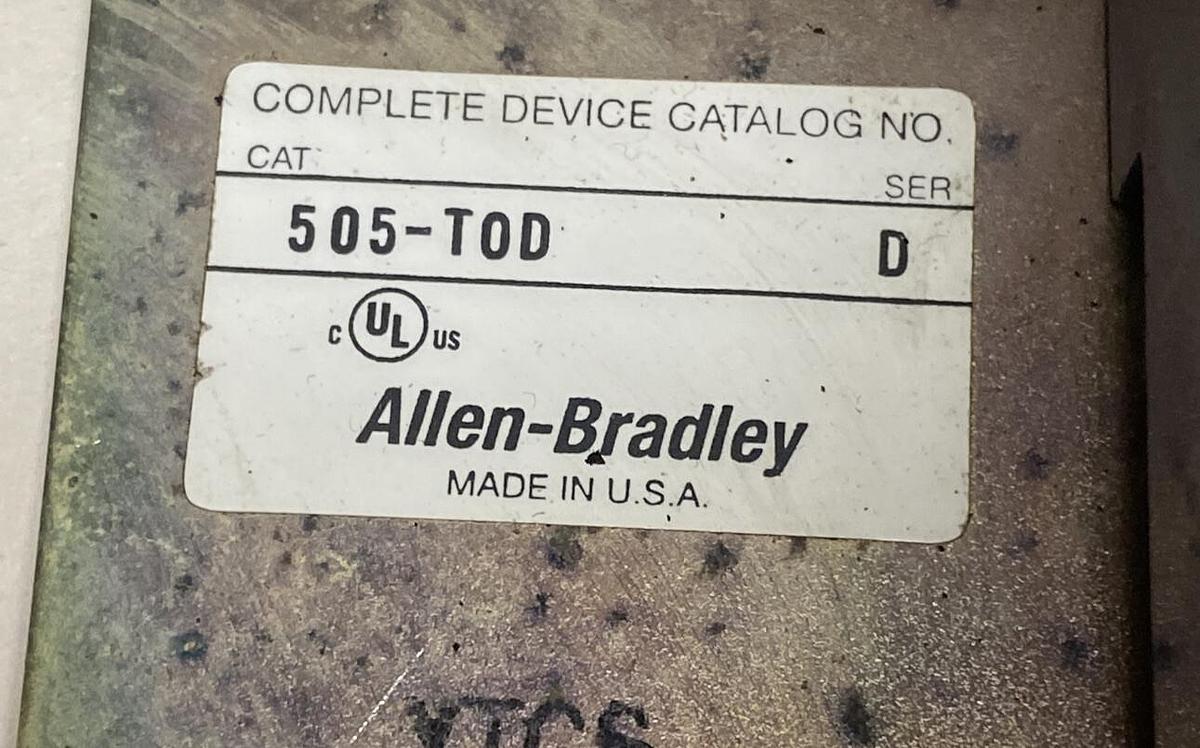 COMPLETE DEVICE CATALOG NO.
CAT
SER
505-TOD
D
C UL US
Allen-Bradley
MADE IN U.S.A.